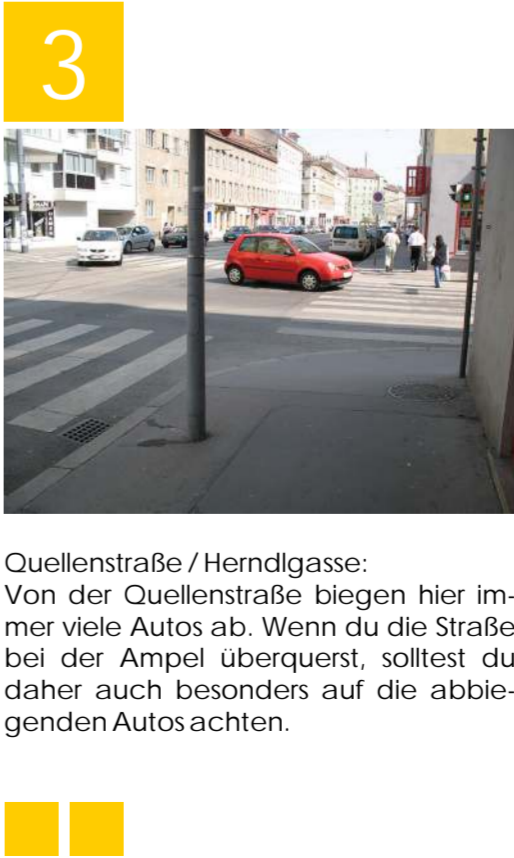 3
Quellenstraße / Herndlgasse:
Von der Quellenstraße biegen hier im-
mer viele Autos ab. Wenn du die Straße
bei der Ampel überquerst, solltest du
daher auch besonders auf die abbie-
genden Autos achten.